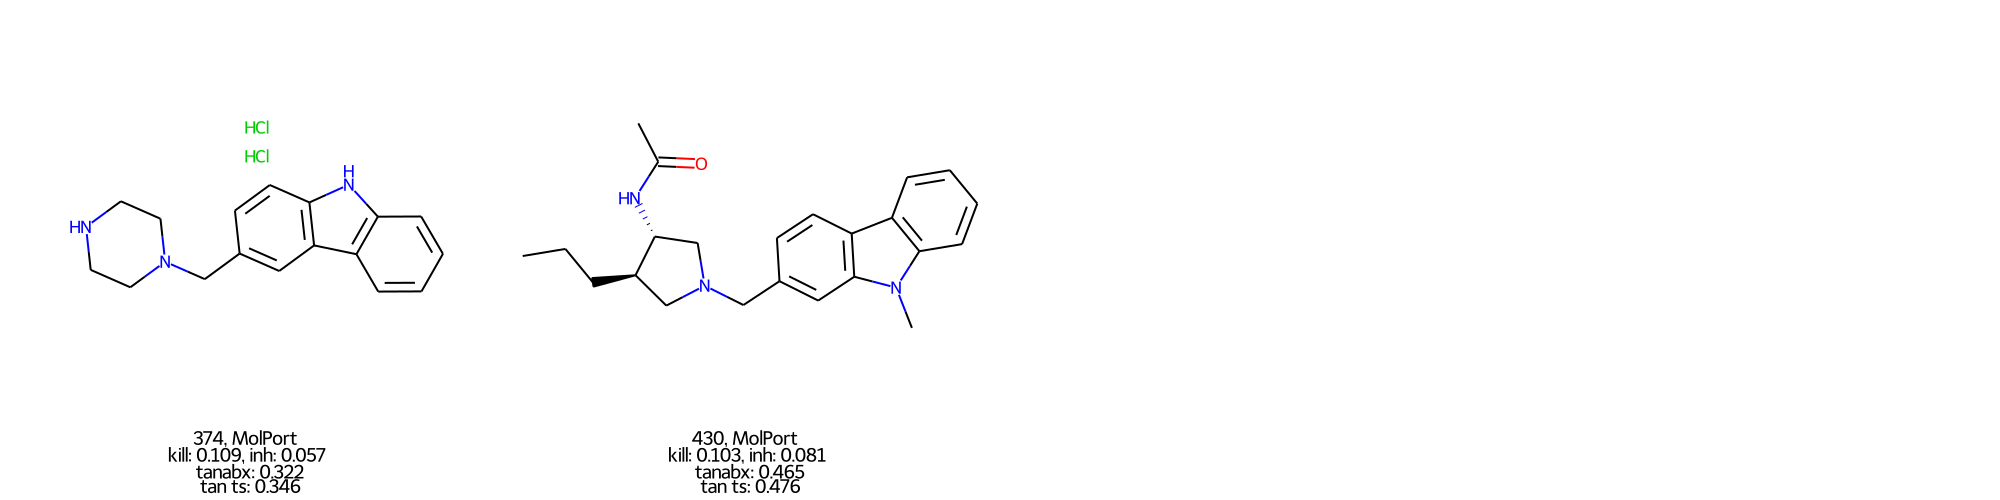 HCl
HCl
H
N
HN
N
374, MolPort
kill: 0.109, inh: 0.057
tanabx: 0.322
tan ts: 0.346
O
HN
N
N
430, MolPort
kill: 0.103, inh: 0.081
tanabx: 0.465
tan ts: 0.476